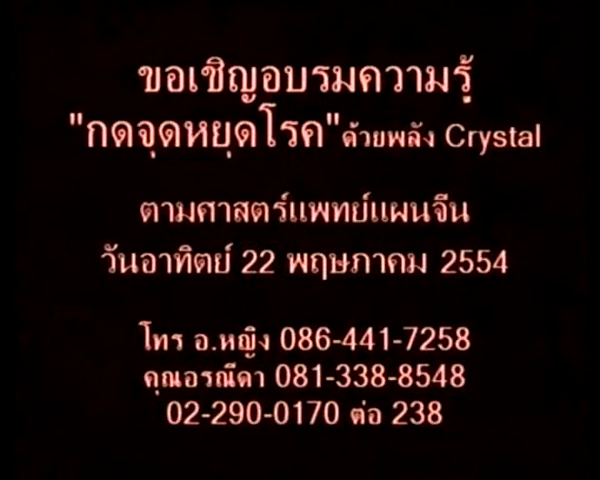 ขอเชิญอบรมความรู้
"กดจุดหยุดโรค"ด้วยพลัง Crystal
ตามศาสตร์แพทย์แผนจีน
วันอาทิตย์ 22 พฤษภาคม 2554
โทร อ.หญิง 086-441-7258
คุณอรณีดา 081-338-8548
02-290-0170 ต่อ 238